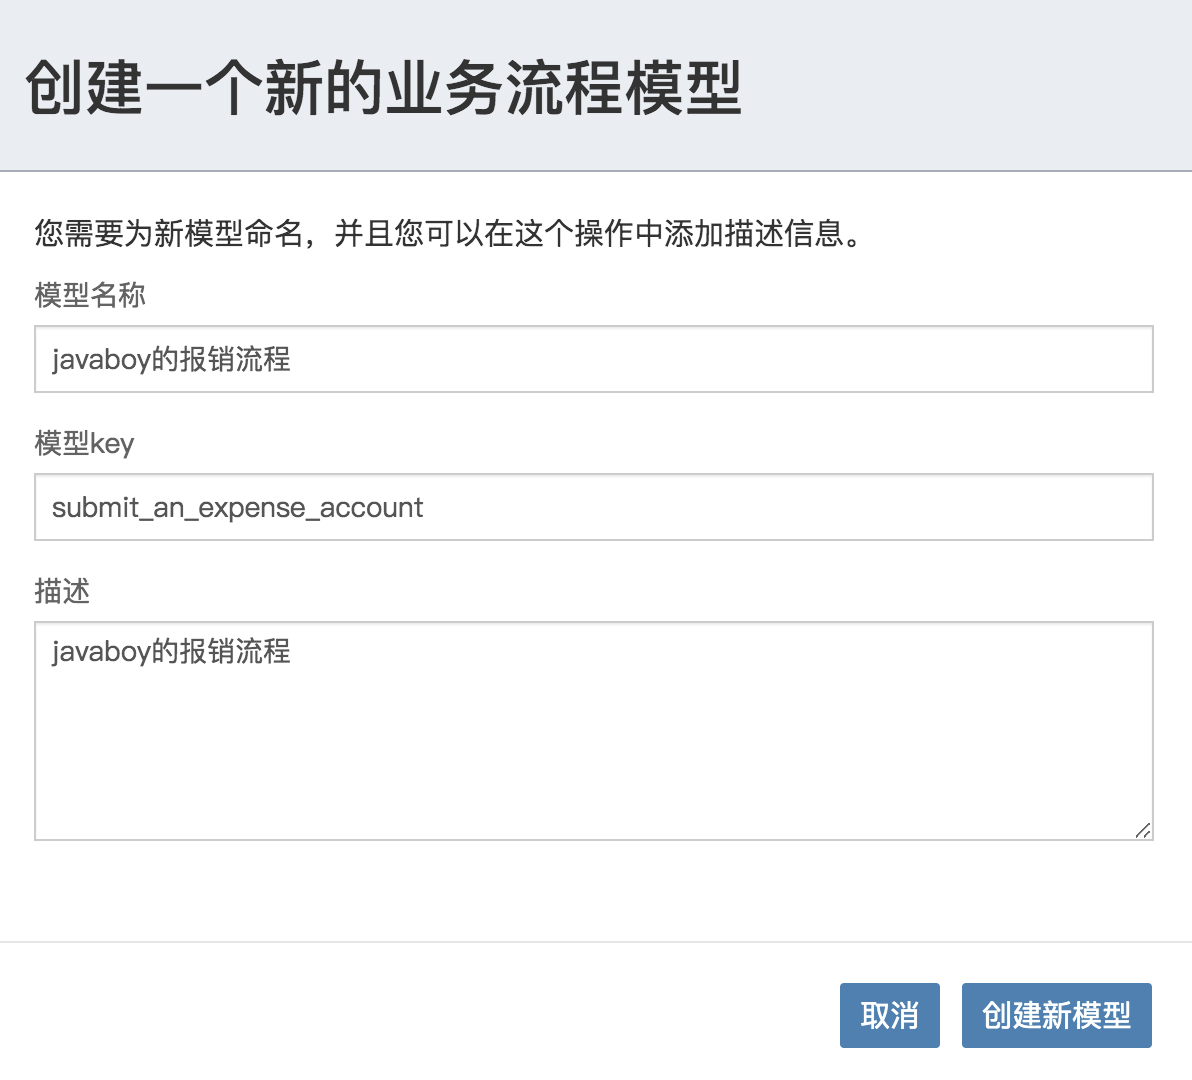 创建一个新的业务流程模型
您需要为新模型命名，并且您可以在这个操作中添加描述信息。
模型名称
javaboy的报销流程
模型key
submit_an_expense_account
描述
javaboy的报销流程
取消 创建新模型